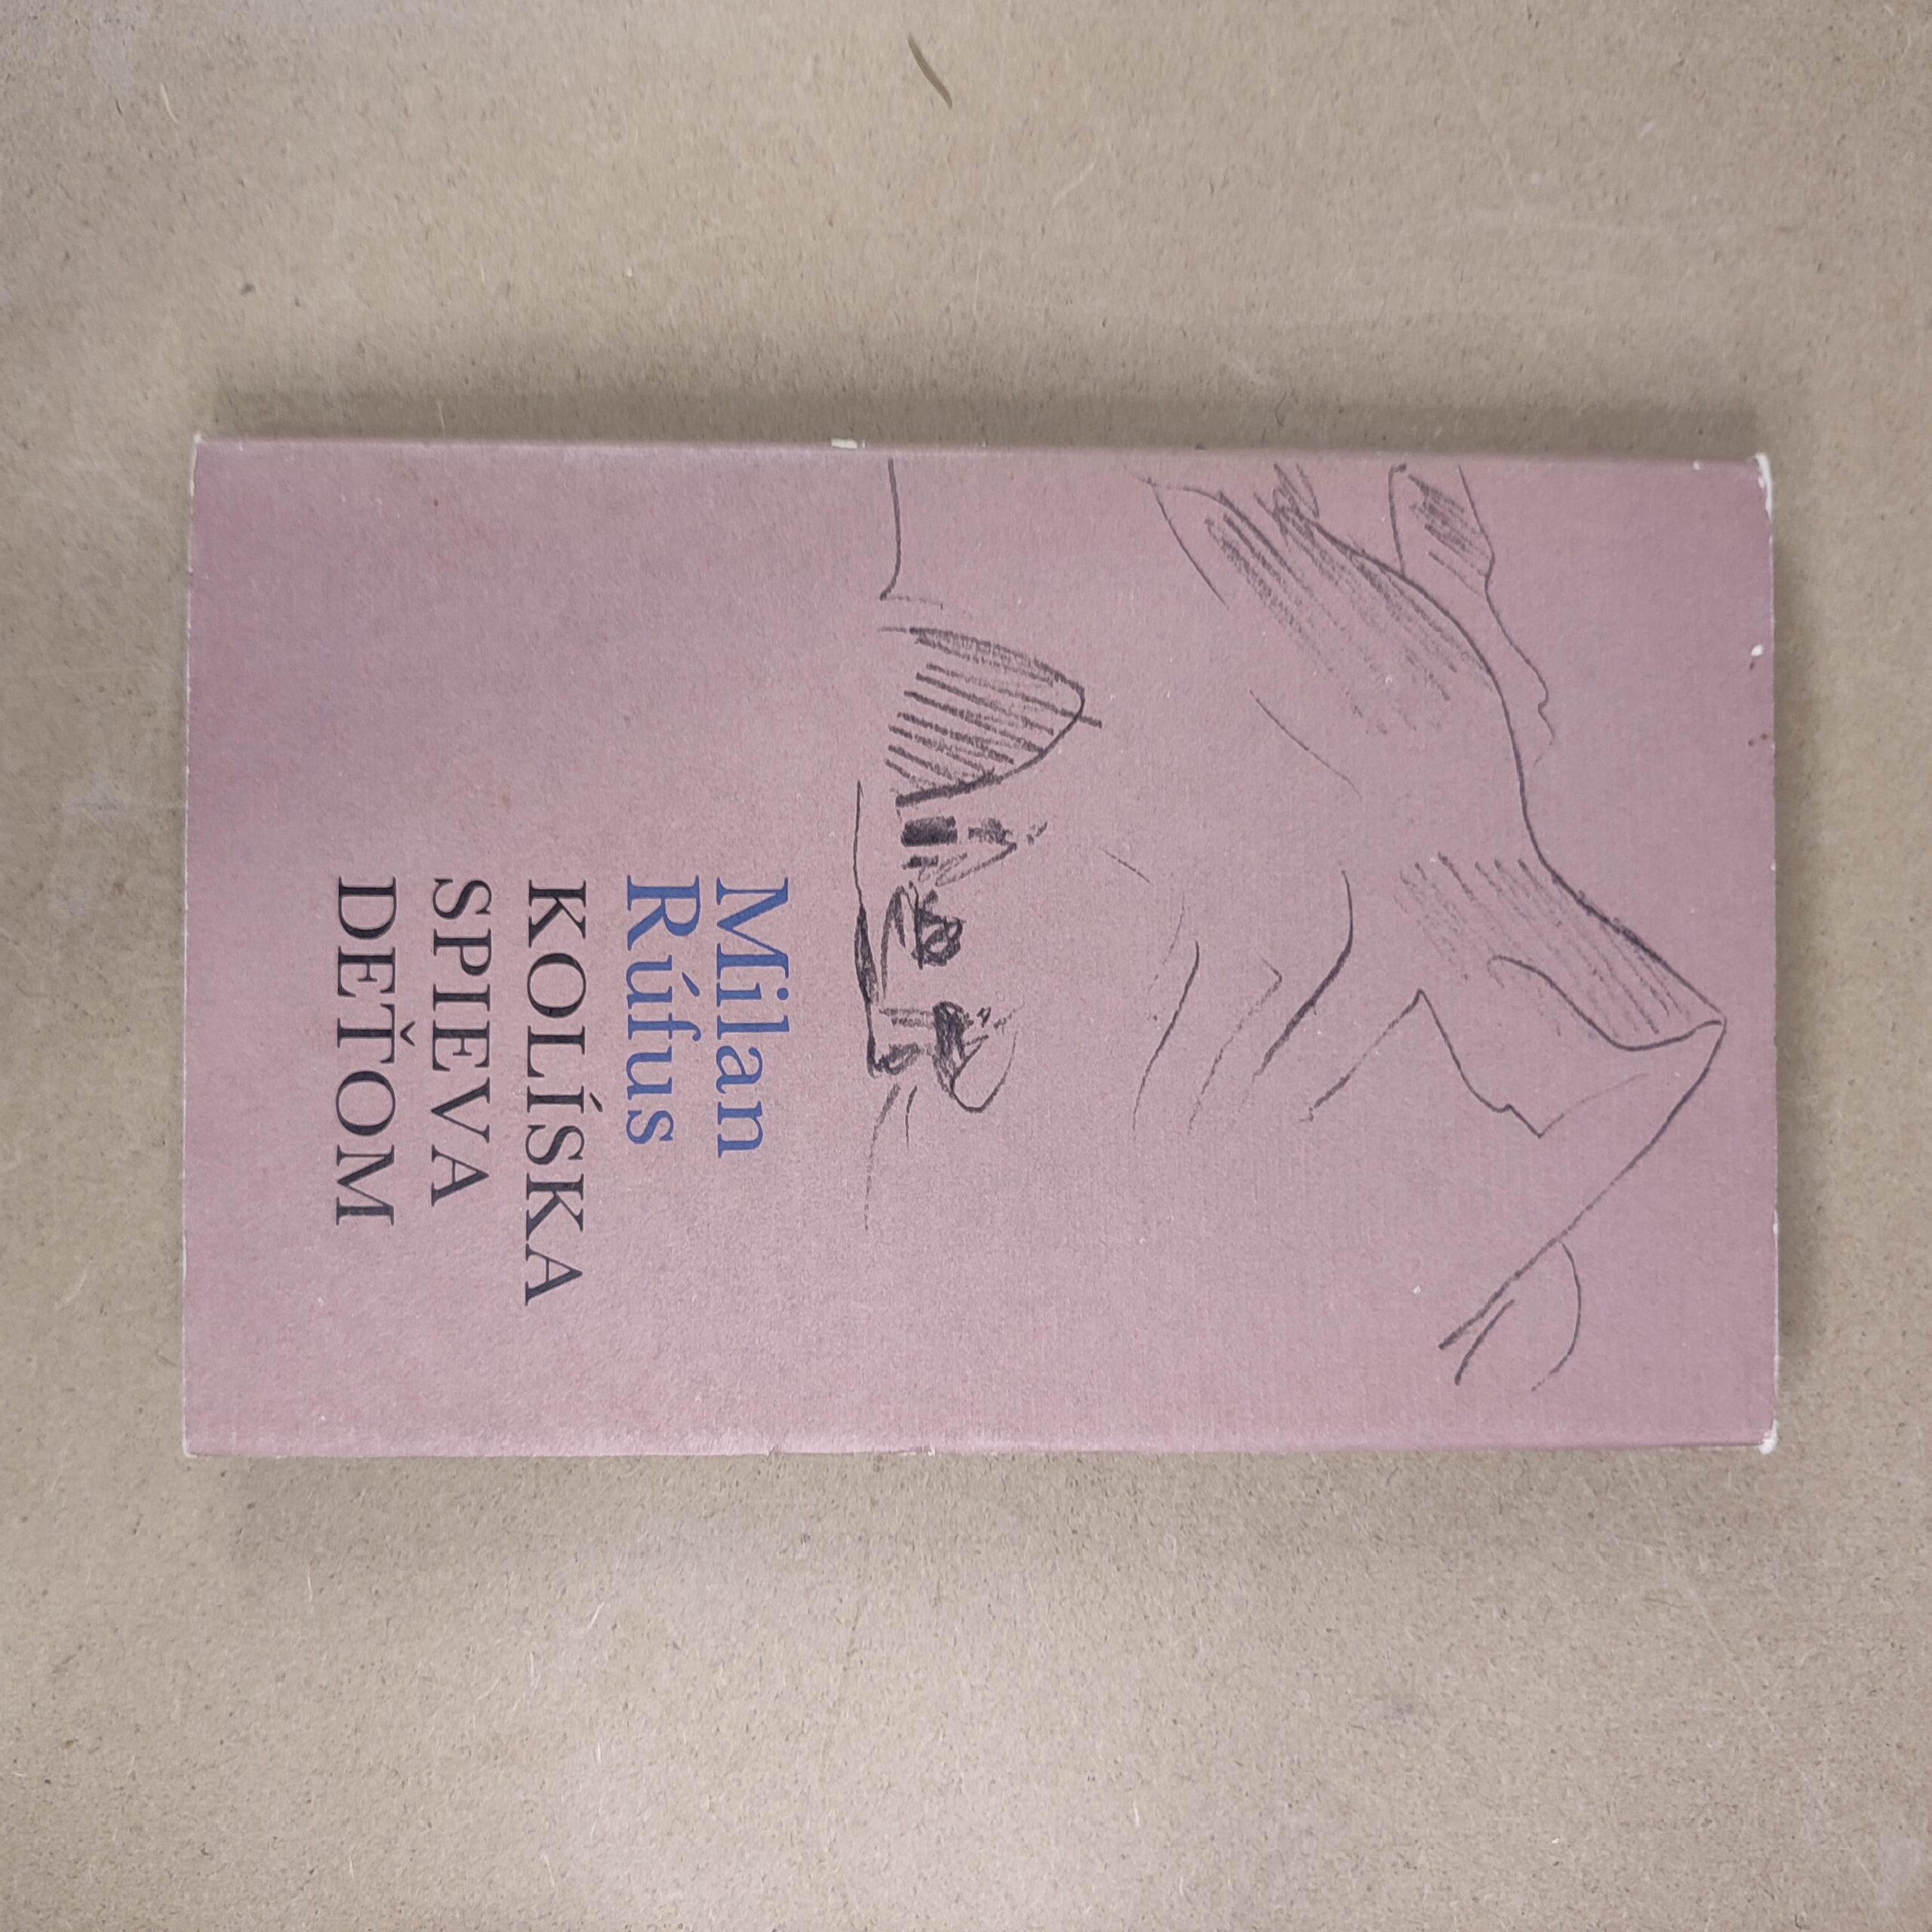 Milan
Rúfus
KOLÍSKA
SPIEVA
DEŤOM